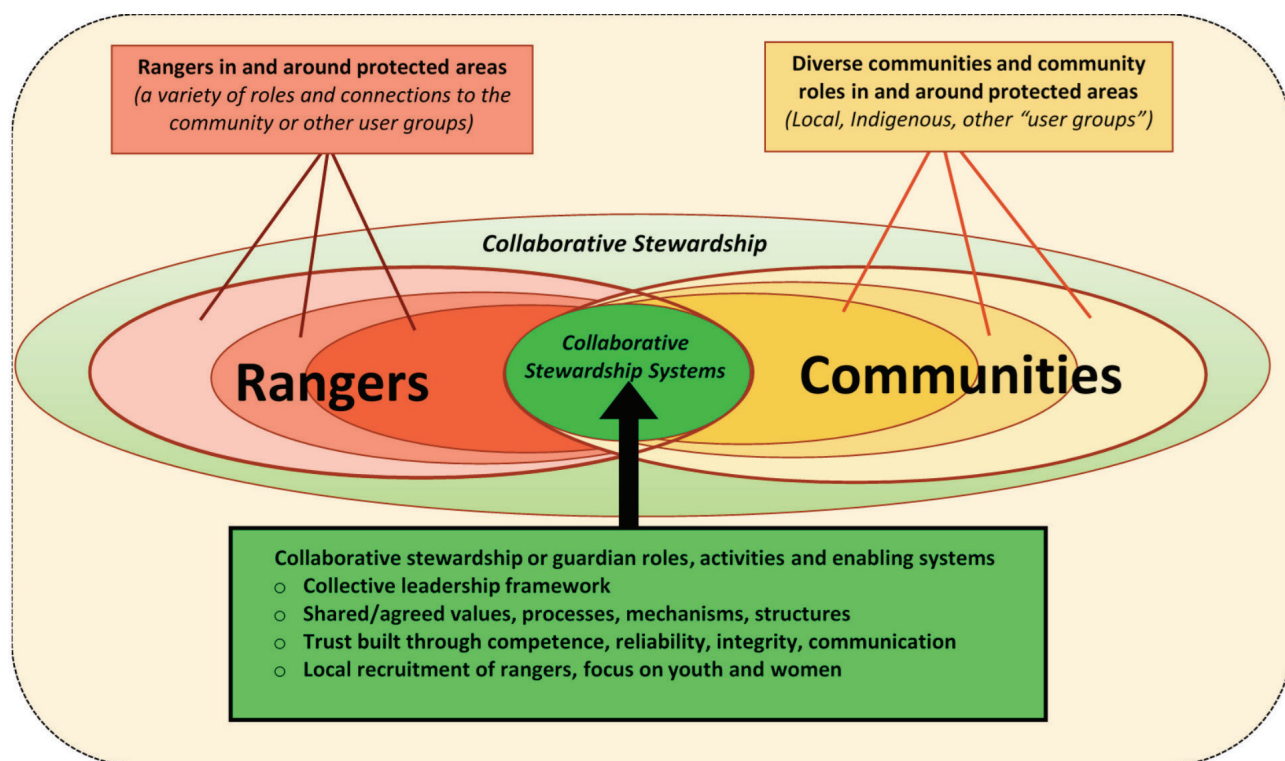 Rangers in and around protected areas
(a variety of roles and connections to the
community or other user groups)
Diverse communities and community
roles in and around protected areas
(Local, Indigenous, other “user groups”)
Collaborative Stewardship
Collaborative
Stewardship Systems
Rangers
Communities
Collaborative stewardship or guardian roles, activities and enabling systems
o Collective leadership framework
o Shared/agreed values, processes, mechanisms, structures
o Trust built through competence, reliability, integrity, communication
o Local recruitment of rangers, focus on youth and women